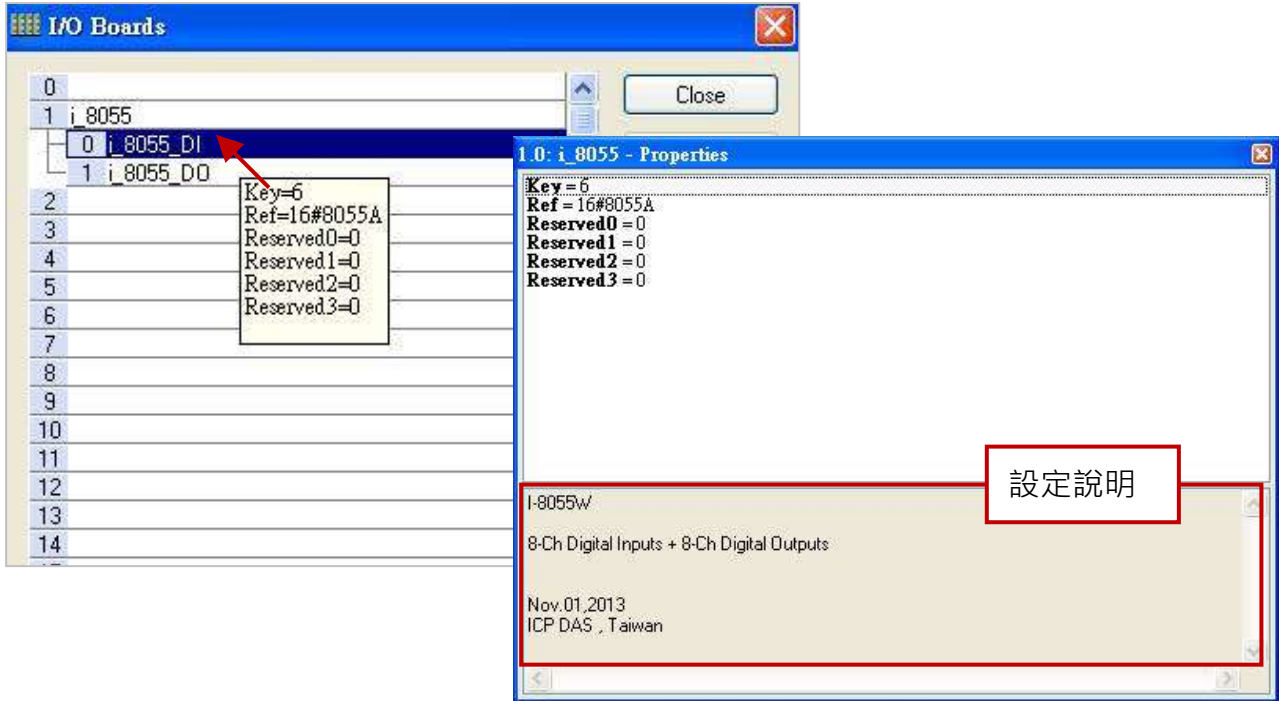 I/O Boards
Close
0
1 i_8055
0 i_8055_DI
1 i_8055_DO
2
3
4
5
6
7
8
9
10
11
12
13
14
Key=6
Ref=16#8055A
Reserved0=0
Reserved1=0
Reserved2=0
Reserved3=0
1.0: i_8055 - Properties
Key = 6
Ref = 16#8055A
Reserved0 = 0
Reserved1 = 0
Reserved2 = 0
Reserved3 = 0
設定說明
I-8055W
8-Ch Digital Inputs + 8-Ch Digital Outputs
Nov.01,2013
ICP DAS , Taiwan